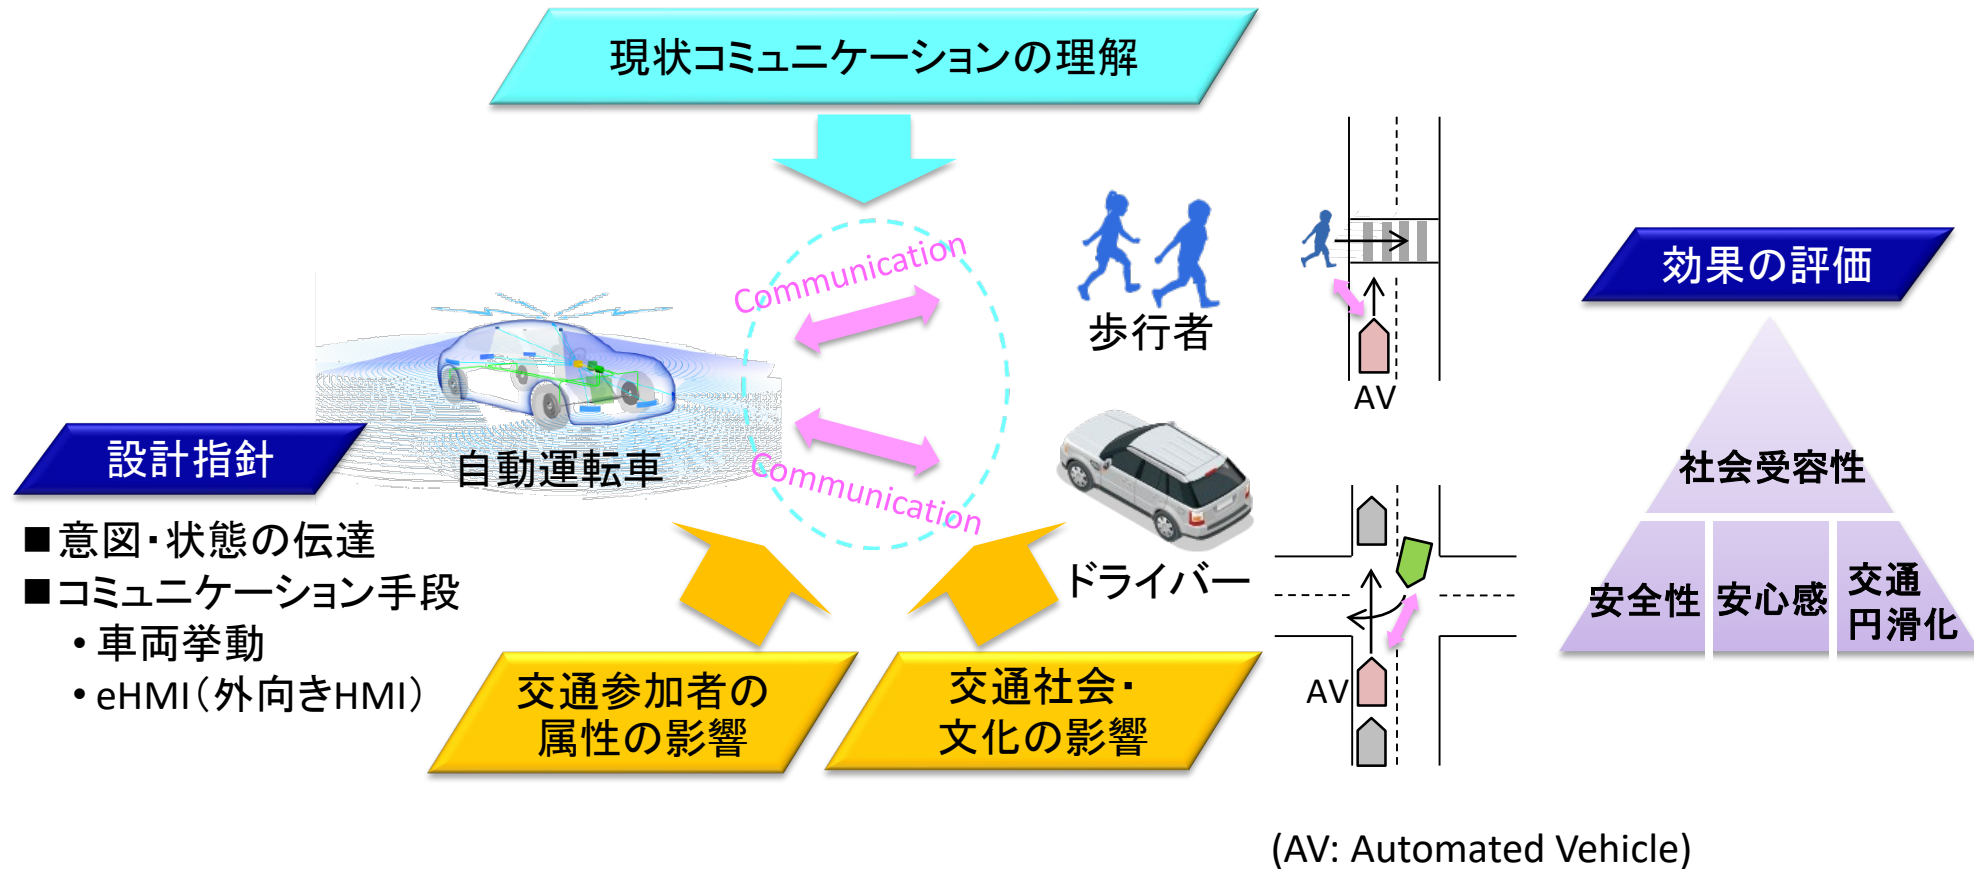 現状コミュニケーションの理解
Communication
Communication
自動運転車
歩行者
ドライバー
AV
AV
設計指針
■意図・状態の伝達
■コミュニケーション手段
• 車両挙動
• eHMI(外向きHMI)
交通参加者の
属性の影響
交通社会・
文化の影響
効果の評価
社会受容性
安全性
安心感
交通
円滑化
(AV: Automated Vehicle)